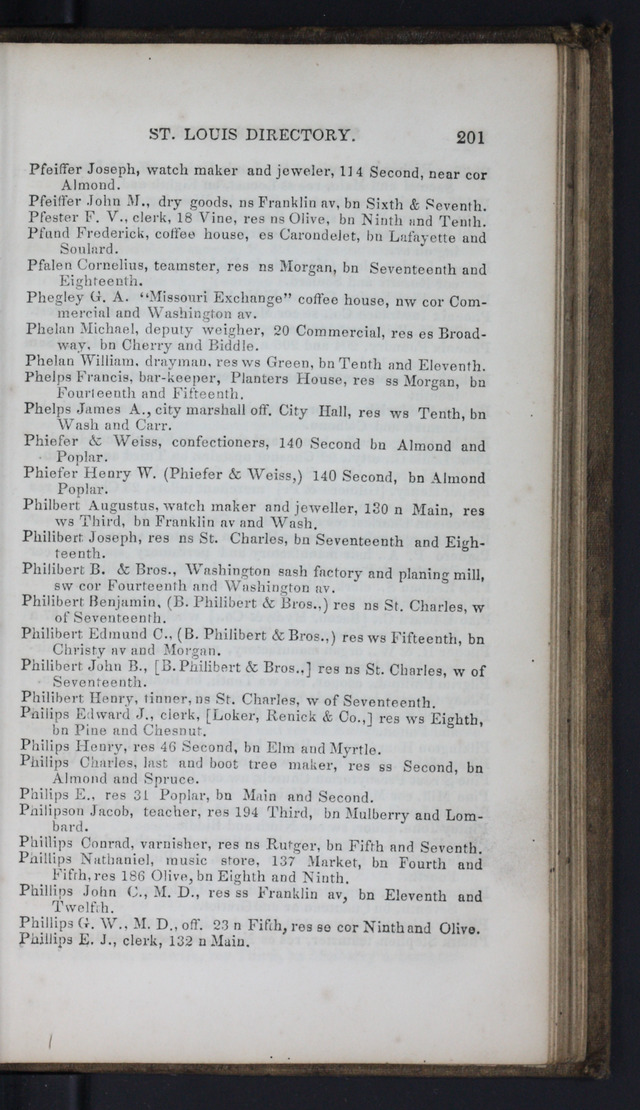 ST. LOUIS DIRECTORY. 201
Pfeiffer Joseph, watch maker and jeweler, 114 Second, near cor
Almond.
Pfeiffer John M., dry goods, ns Franklin av, bn Sixth & Seventh.
Pfester F. V., clerk, 18 Vine, res ns Olive, bn Ninth and Tenth.
Pfund Frederick, coffee house, es Carondelet, bn Lafayette and
Soulard.
Pfalen Cornelius, teamster, res ns Morgan, bn Seventeenth and
Eighteenth.
Phegley G. A. "Missouri Exchange" coffee house, nw cor Com-
mercial and Washington av.
Phelan Michael, deputy weigher, 20 Commercial, res es Broad-
way, bn Cherry and Biddle.
Phelan William, drayman, res ws Green, bn Tenth and Eleventh.
Phelps Francis, bar-keeper, Planters House, res ss Morgan, bn
Fourteenth and Fifteenth.
Phelps James A., city marshall off. City Hall, res ws Tenth, bn
Wash and Carr.
Phiefer & Weiss, confectioners, 140 Second bn Almond and
Poplar.
Phiefer Henry W. (Phiefer & Weiss,) 140 Second, bn Almond
Poplar.
Philbert Augustus, watch maker and jeweller, 130 n Main, res
ws Third, bn Franklin av and Wash.
Philibert Joseph, res ns St. Charles, bn Seventeenth and Eigh-
teenth.
Philibert B. & Bros., Washington sash factory and planing mill,
sw cor Fourteenth and Washington av.
Philibert Benjamin, (B. Philibert & Bros.,) res ns St. Charles, w
of Seventeenth.
Philibert Edmund C., (B. Philibert & Bros.,) res ws Fifteenth, bn
Christy av and Morgan.
Philibert John B., [B. Philibert & Bros.,] res ns St. Charles, w of
Seventeenth.
Philibert Henry, tinner, ns St. Charles, w of Seventeenth.
Philips Edward J., clerk, [Loker, Renick & Co.,] res ws Eighth,
bn Pine and Chesnut.
Philips Henry, res 46 Second, bn Elm and Myrtle.
Philips Charles, last and boot tree maker, res ss Second, bn
Almond and Spruce.
Philips E., res 31 Poplar, bn Main and Second.
Philipson Jacob, teacher, res 194 Third, bn Mulberry and Lom-
bard.
Phillips Conrad, varnisher, res ns Rutger, bn Fifth and Seventh.
Phillips Nathaniel, music store, 137 Market, bn Fourth and
Fifth, res 186 Olive, bn Eighth and Ninth.
Phillips John C., M. D., res ss Franklin av, bn Eleventh and
Twelfth.
Phillips G. W., M. D., off. 23 n Fifth, res se cor Ninth and Olive.
Phillips E. J., clerk, 132 n Main.